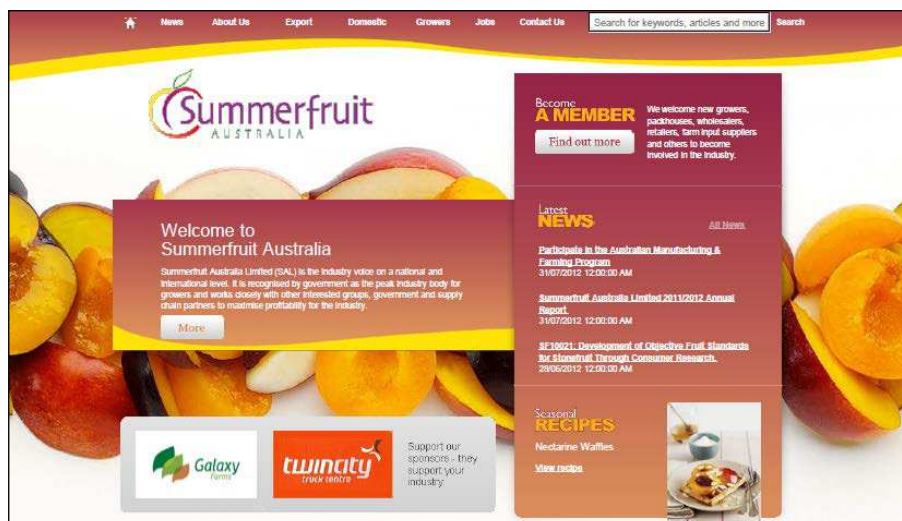 News About Us Export Domestic Growers Jobs Contact Us Search for keywords, articles and more Search
Summerfruit
AUSTRALIA
Become
A MEMBER
Find out more
We welcome new growers,
packhouses, wholesalers,
retailers, farm input suppliers
and others to become
involved in the industry.
Welcome to
Summerfruit Australia
Summerfruit Australia Limited (SAL) is the industry voice on a national and
international level. It is recognised by government as the peak industry body for
growers and works closely with other interested groups, government and supply
chain partners to maximise profitability for the industry.
More
Latest
NEWS
All News
Participate in the Australian Manufacturing &
Farming Program
31/07/2012 12:00:00 AM
Summerfruit Australia Limited 2011/2012 Annual
Report
31/07/2012 12:00:00 AM
SF10021: Development of Objective Fruit Standards
for Stonefruit Through Consumer Research.
28/06/2012 12:00:00 AM
Seasonal
RECIPES
Nectarine Waffles
View recipe
Galaxy
Farms
twincity
truck centre
Support our
sponsors - they
support your
industry